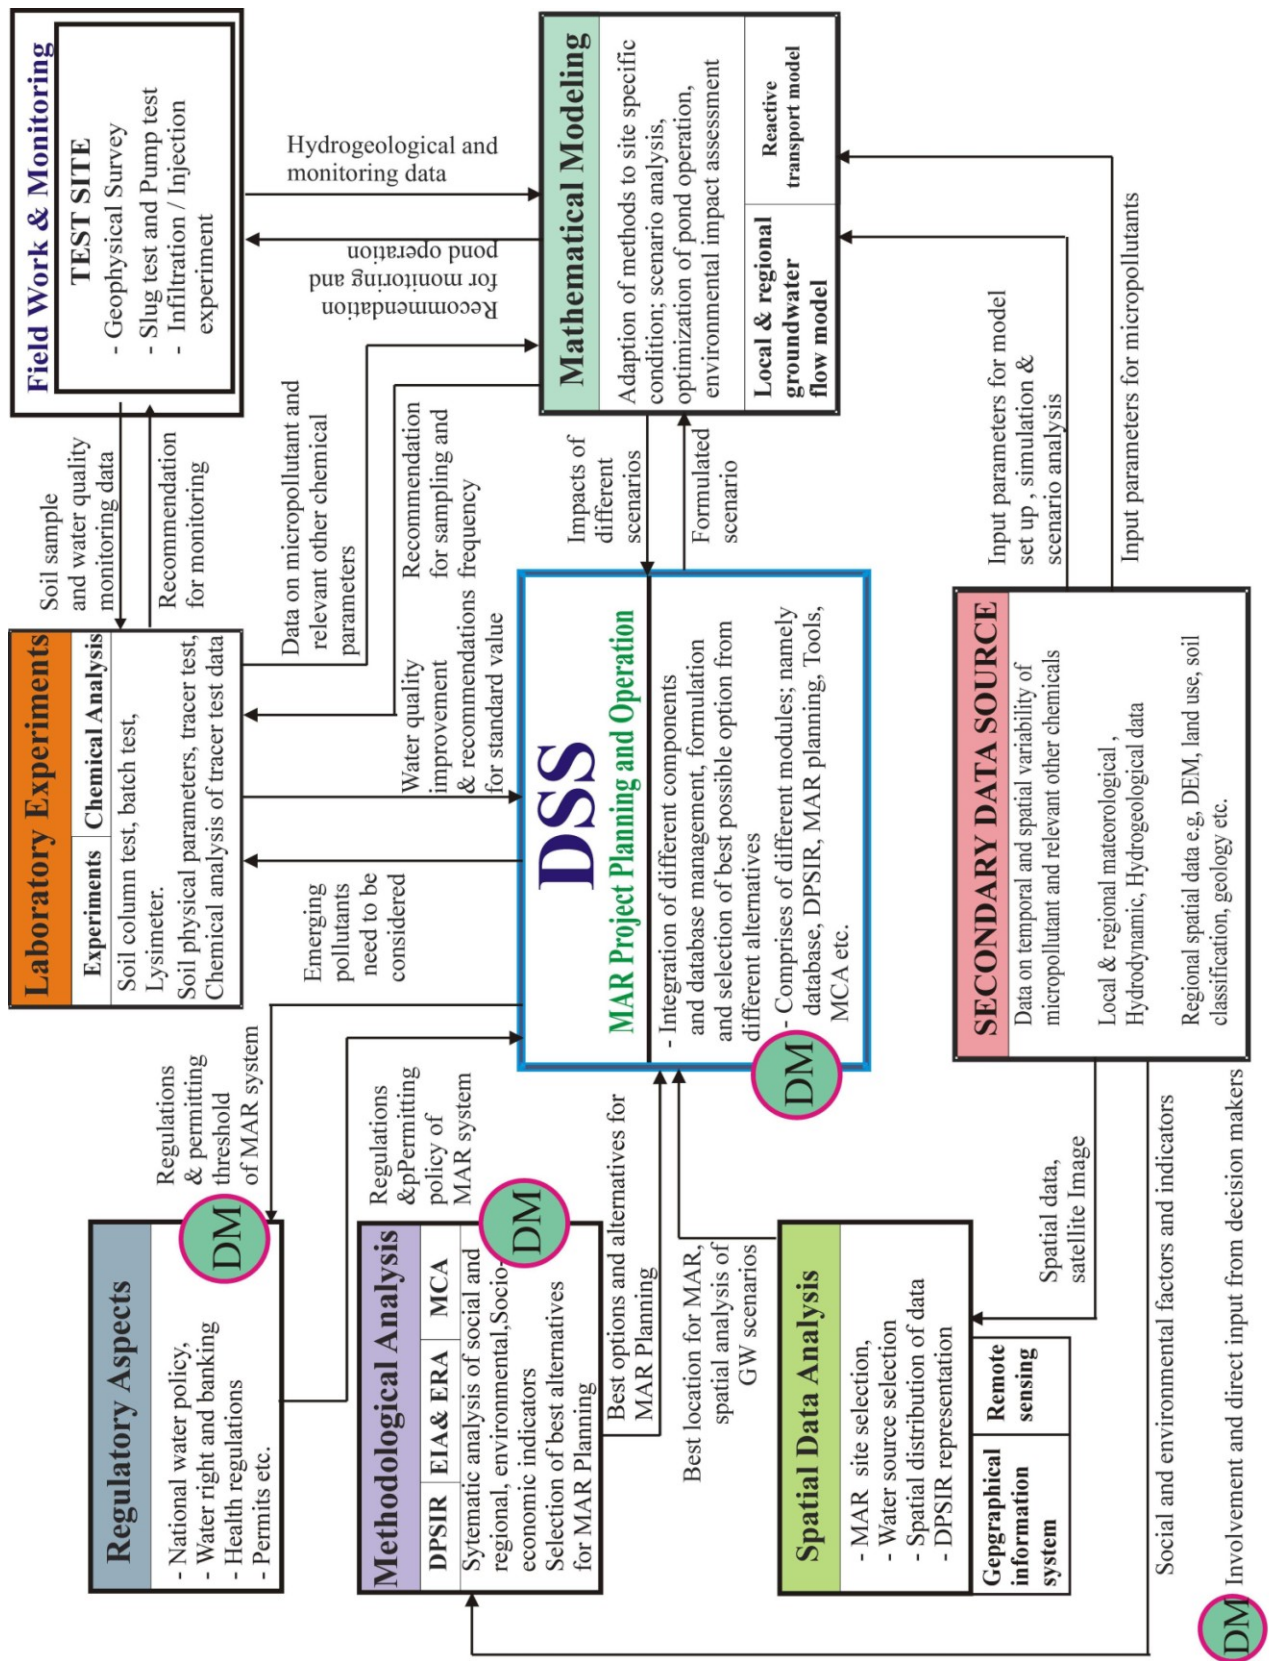 Regulatory Aspects
- National water policy,
- Water right and banking
- Health regulations
- Permits etc.
DM
Regulations
& permitting
threshold
of MAR system
Regulations
&pPermitting
policy of
MAR system
Laboratory Experiments
Experiments
Chemical Analysis
Soil column test, batch test,
Lysimeter.
Soil physical parameters, tracer test,
Chemical analysis of tracer test data
Soil sample
and water quality
monitoring data
Recommendation
for monitoring
Field Work & Monitoring
TEST SITE
- Geophysical Survey
- Slug test and Pump test
- Infiltration / Injection
experiment
Methodological Analysis
DPSIR
EIA& ERA
MCA
Sytematic analysis of social and
regional, environmental,Socio-
economic indicators
Selection of best alternatives
for MAR Planning
DM
Best options and alternatives for
MAR Planning
Emerging
pollutants
need to be
considered
Water quality
improvement
& recommendations
for standard value
Data on micropollutant and
relevant other chemical
parameters
Recommendation
for sampling and
frequency
Hydrogeological and
monitoring data
Recommendation
for monitoring and
pond operation
DSS
MAR Project Planning and Operation
- Integration of different components
and database management, formulation
and selection of best possible option from
different alternatives
- Comprises of different modules; namely
database, DPSIR, MAR planning, Tools,
MCA etc.
DM
Impacts of
different
scenarios
Formulated
scenario
Mathematical Modeling
Adaption of methods to site specific
condition; scenario analysis,
optimization of pond operation,
environmental impact assessment
Local & regional
groundwater
flow model
Reactive
transport model
Best location for MAR,
spatial analysis of
GW scenarios
Spatial Data Analysis
- MAR site selection,
- Water source selection
- Spatial distribution of data
- DPSIR representation
Gepgraphical
information
system
Remote
sensing
Spatial data,
satellite Image
SECONDARY DATA SOURCE
Data on temporal and spatial variability of
micropollutant and relevant other chemicals
Local & regional mateorological ,
Hydrodynamic, Hydrogeological data
Regional spatial data e.g, DEM, land use, soil
classification, geology etc.
Input parameters for model
set up , simulation &
scenario analysis
Input parameters for micropollutants
Social and environmental factors and indicators
DM
Involvement and direct input from decision makers